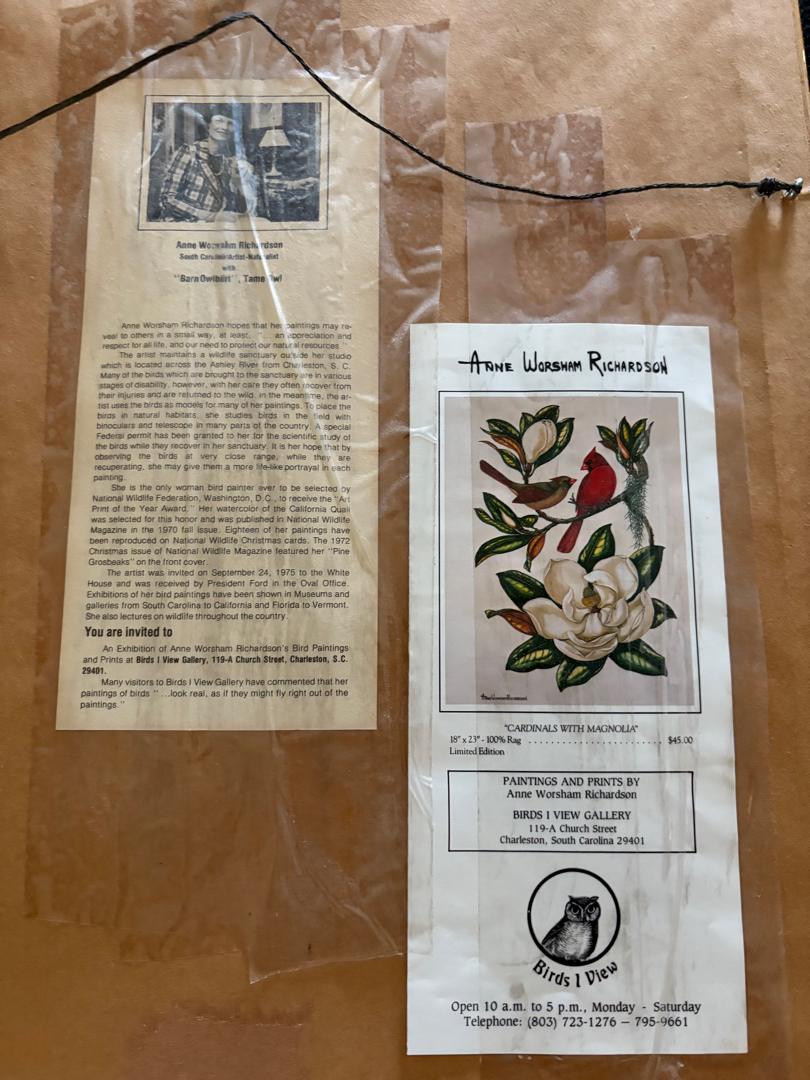 Anne Worsham Richardson
South Carolina Artist-Naturalist
with
"Barn Owlbert", Tame Owl
Anne Worsham Richardson hopes that her paintings may re-
veal to others in a small way, at least, "... an appreciation and
respect for all life, and our need to protect our natural resources."
The artist maintains a wildlife sanctuary outside her studio
which is located across the Ashley River from Charleston, S. C.
Many of the birds which are brought to the sanctuary are in various
stages of disability, however, with her care they often recover from
their injuries and are returned to the wild. In the meantime, the ar-
tist uses the birds as models for many of her paintings. To place the
birds in natural habitats, she studies birds in the field with
binoculars and telescope in many parts of the country. A special
Federal permit has been granted to her for the scientific study of
the birds while they recover in her sanctuary. It is her hope that by
observing the birds at very close range, while they are
recuperating, she may give them a more life-like portrayal in each
painting.
She is the only woman bird painter ever to be selected by
National Wildlife Federation, Washington, D.C., to receive the "Art
Print of the Year Award." Her watercolor of the California Quail
was selected for this honor and was published in National Wildlife
Magazine in the 1970 fall issue. Eighteen of her paintings have
been reproduced on National Wildlife Christmas cards. The 1972
Christmas issue of National Wildlife Magazine featured her "Pine
Grosbeaks" on the front cover.
The artist was invited on September 24, 1975 to the White
House and was received by President Ford in the Oval Office.
Exhibitions of her bird paintings have been shown in Museums and
galleries from South Carolina to California and Florida to Vermont.
She also lectures on wildlife throughout the country.
You are invited to
An Exhibition of Anne Worsham Richardson's Bird Paintings
and Prints at Birds I View Gallery, 119-A Church Street, Charleston, S.C.
29401.
Many visitors to Birds I View Gallery have commented that her
paintings of birds "...look real, as if they might fly right out of the
paintings."
ANNE WORSHAM RICHARDSON
Anne Worsham Richardson
"CARDINALS WITH MAGNOLIA"
18" x 23" - 100% Rag ........................ $45.00
Limited Edition
PAINTINGS AND PRINTS BY
Anne Worsham Richardson
BIRDS I VIEW GALLERY
119-A Church Street
Charleston, South Carolina 29401
Birds I View
Open 10 a.m. to 5 p.m., Monday - Saturday
Telephone: (803) 723-1276 — 795-9661